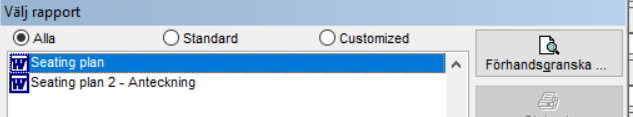 Välj rapport
Alla Standard Customized
Seating plan
Seating plan 2 - Anteckning
Förhandsgranska ...